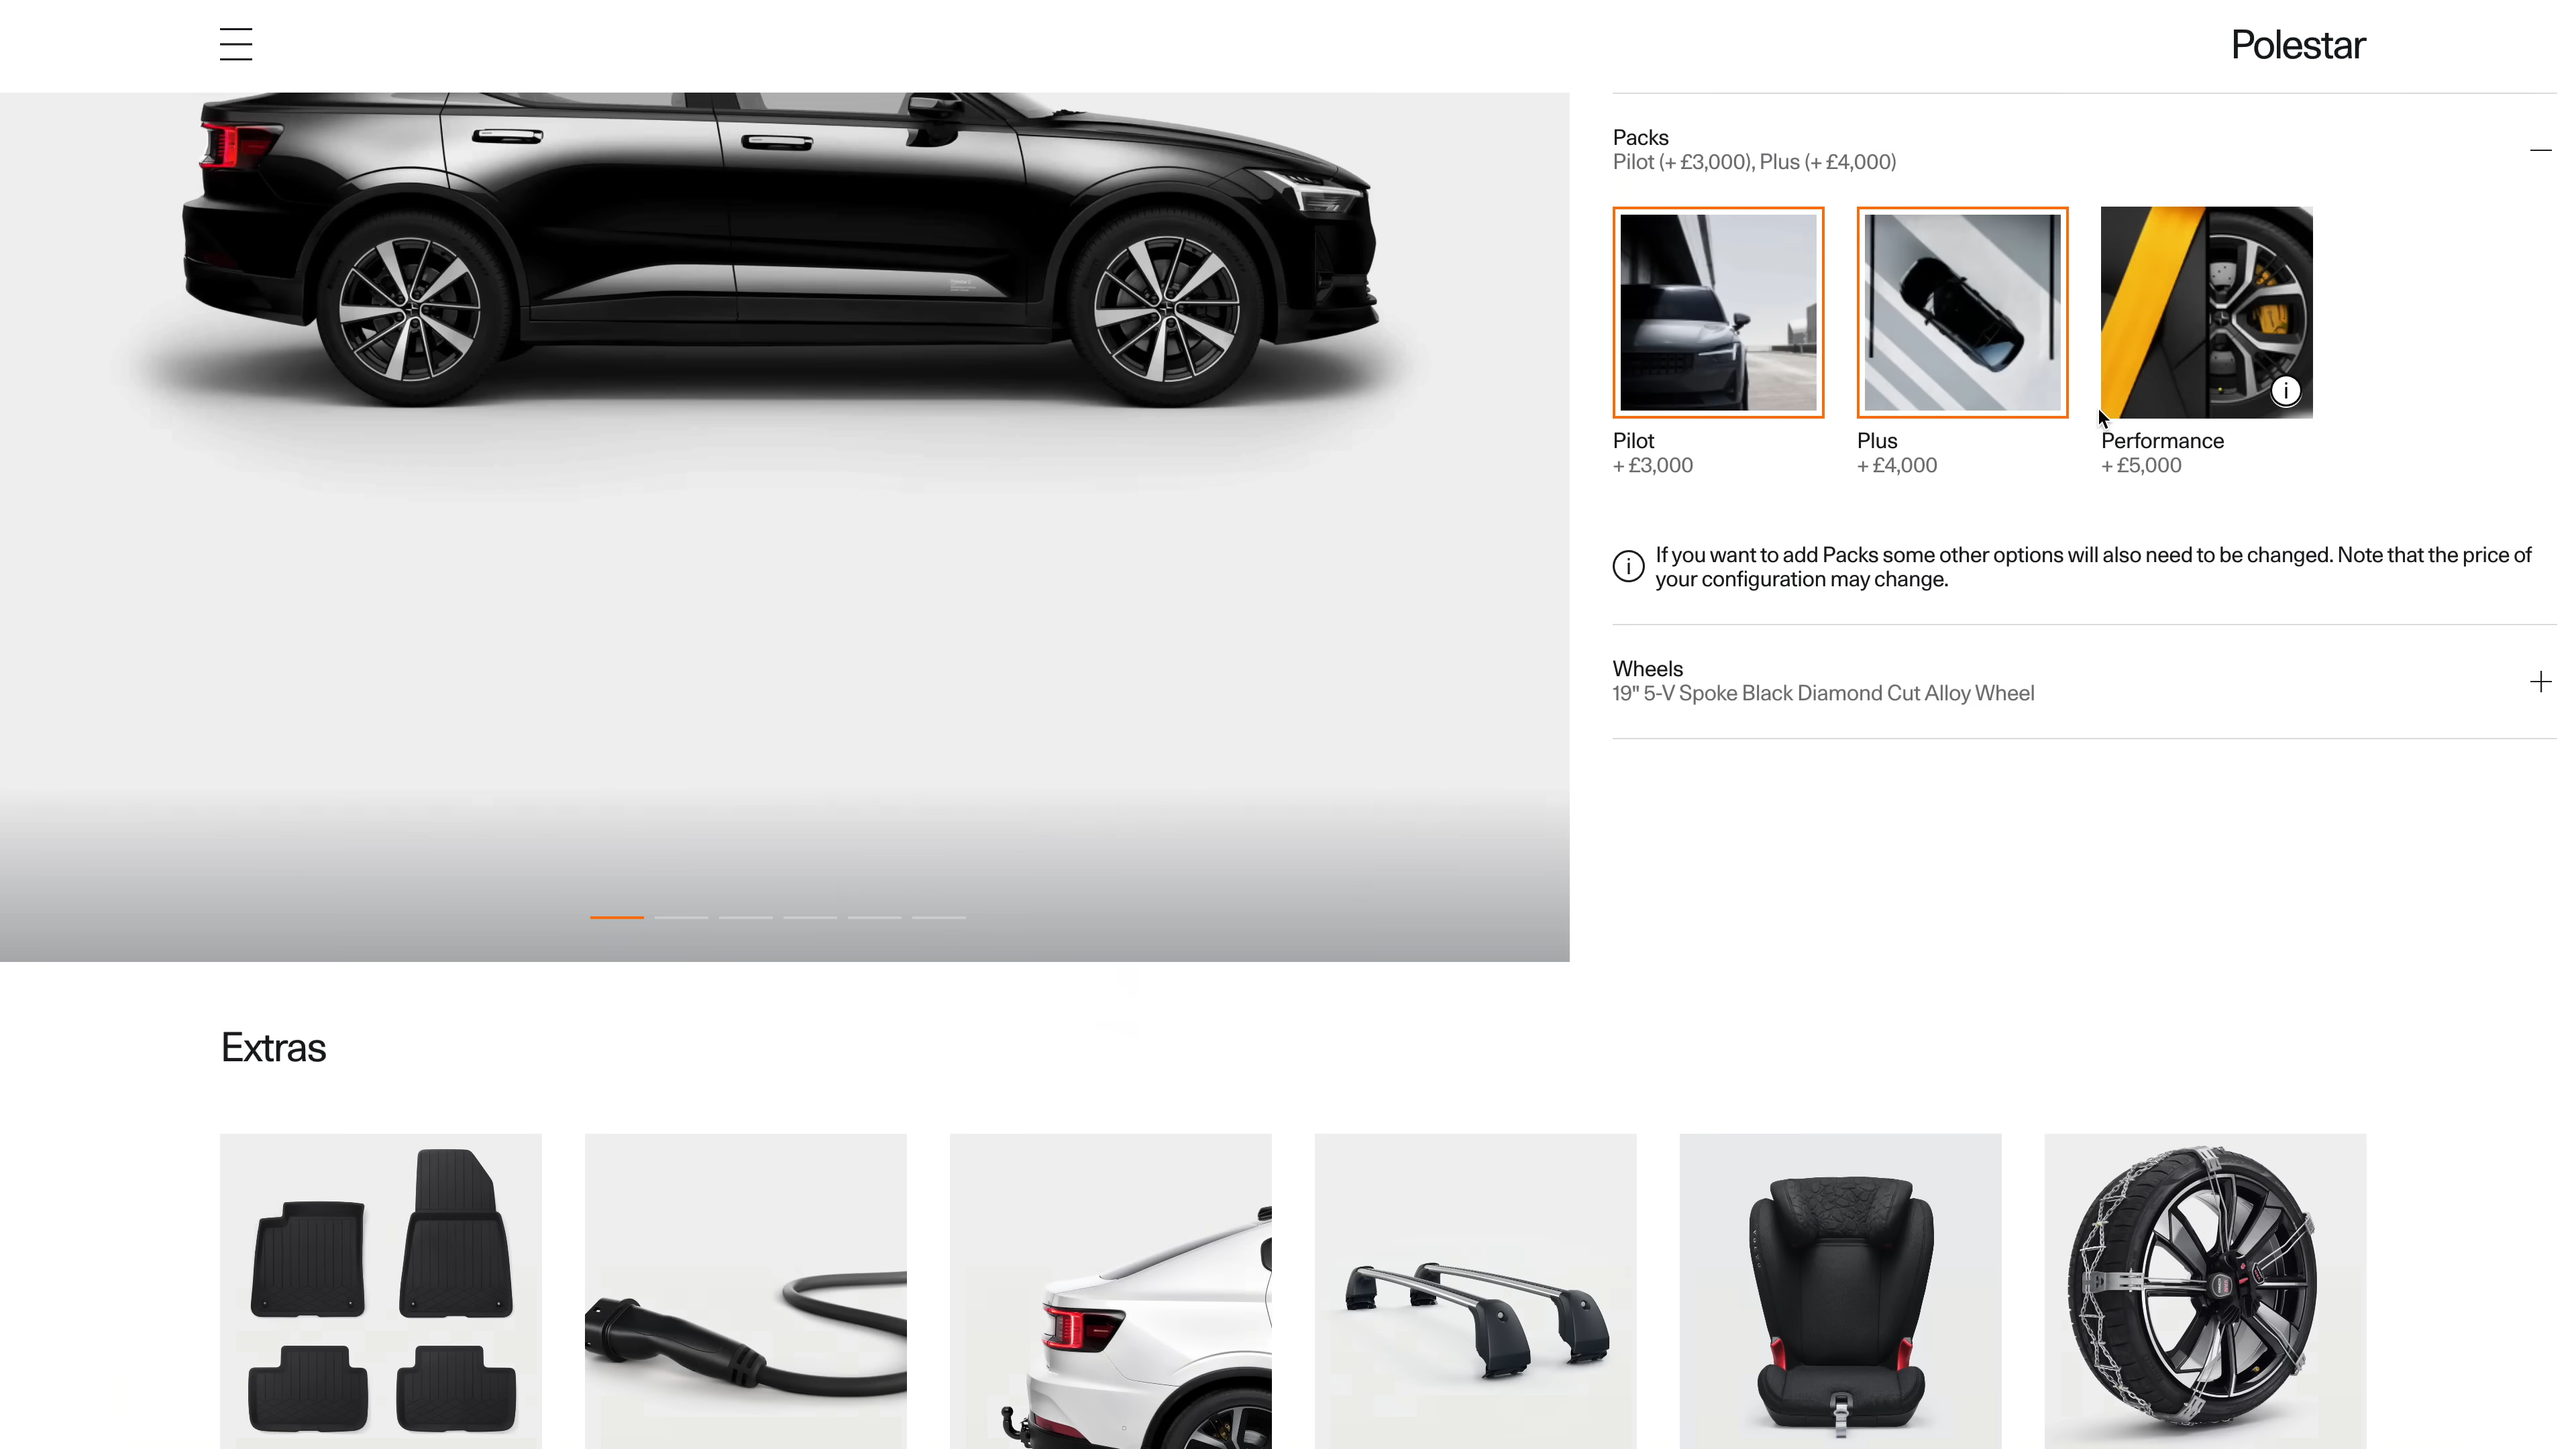 Polestar
Packs
Pilot (+ £3,000), Plus (+ £4,000)
Pilot
+ £3,000
Plus
+ £4,000
Performance
+ £5,000
If you want to add Packs some other options will also need to be changed. Note that the price of
your configuration may change.
Wheels
19" 5-V Spoke Black Diamond Cut Alloy Wheel
Extras